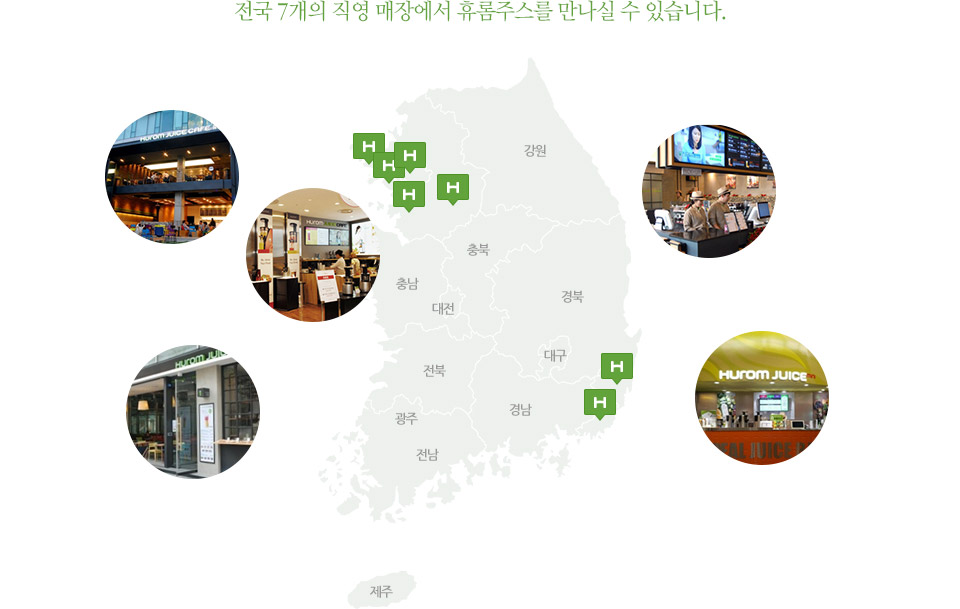 전국 7개의 직영 매장에서 휴롬주스를 만나실 수 있습니다.
HUROM JUICE CAFE
강원
H
H
H
H
H
HUROM JUICE CAFE
충북
충남
경북
대전
HUROM JUIC
대구
전북
H
HUROM JUICE
H
경남
광주
AL JUICE
전남
제주